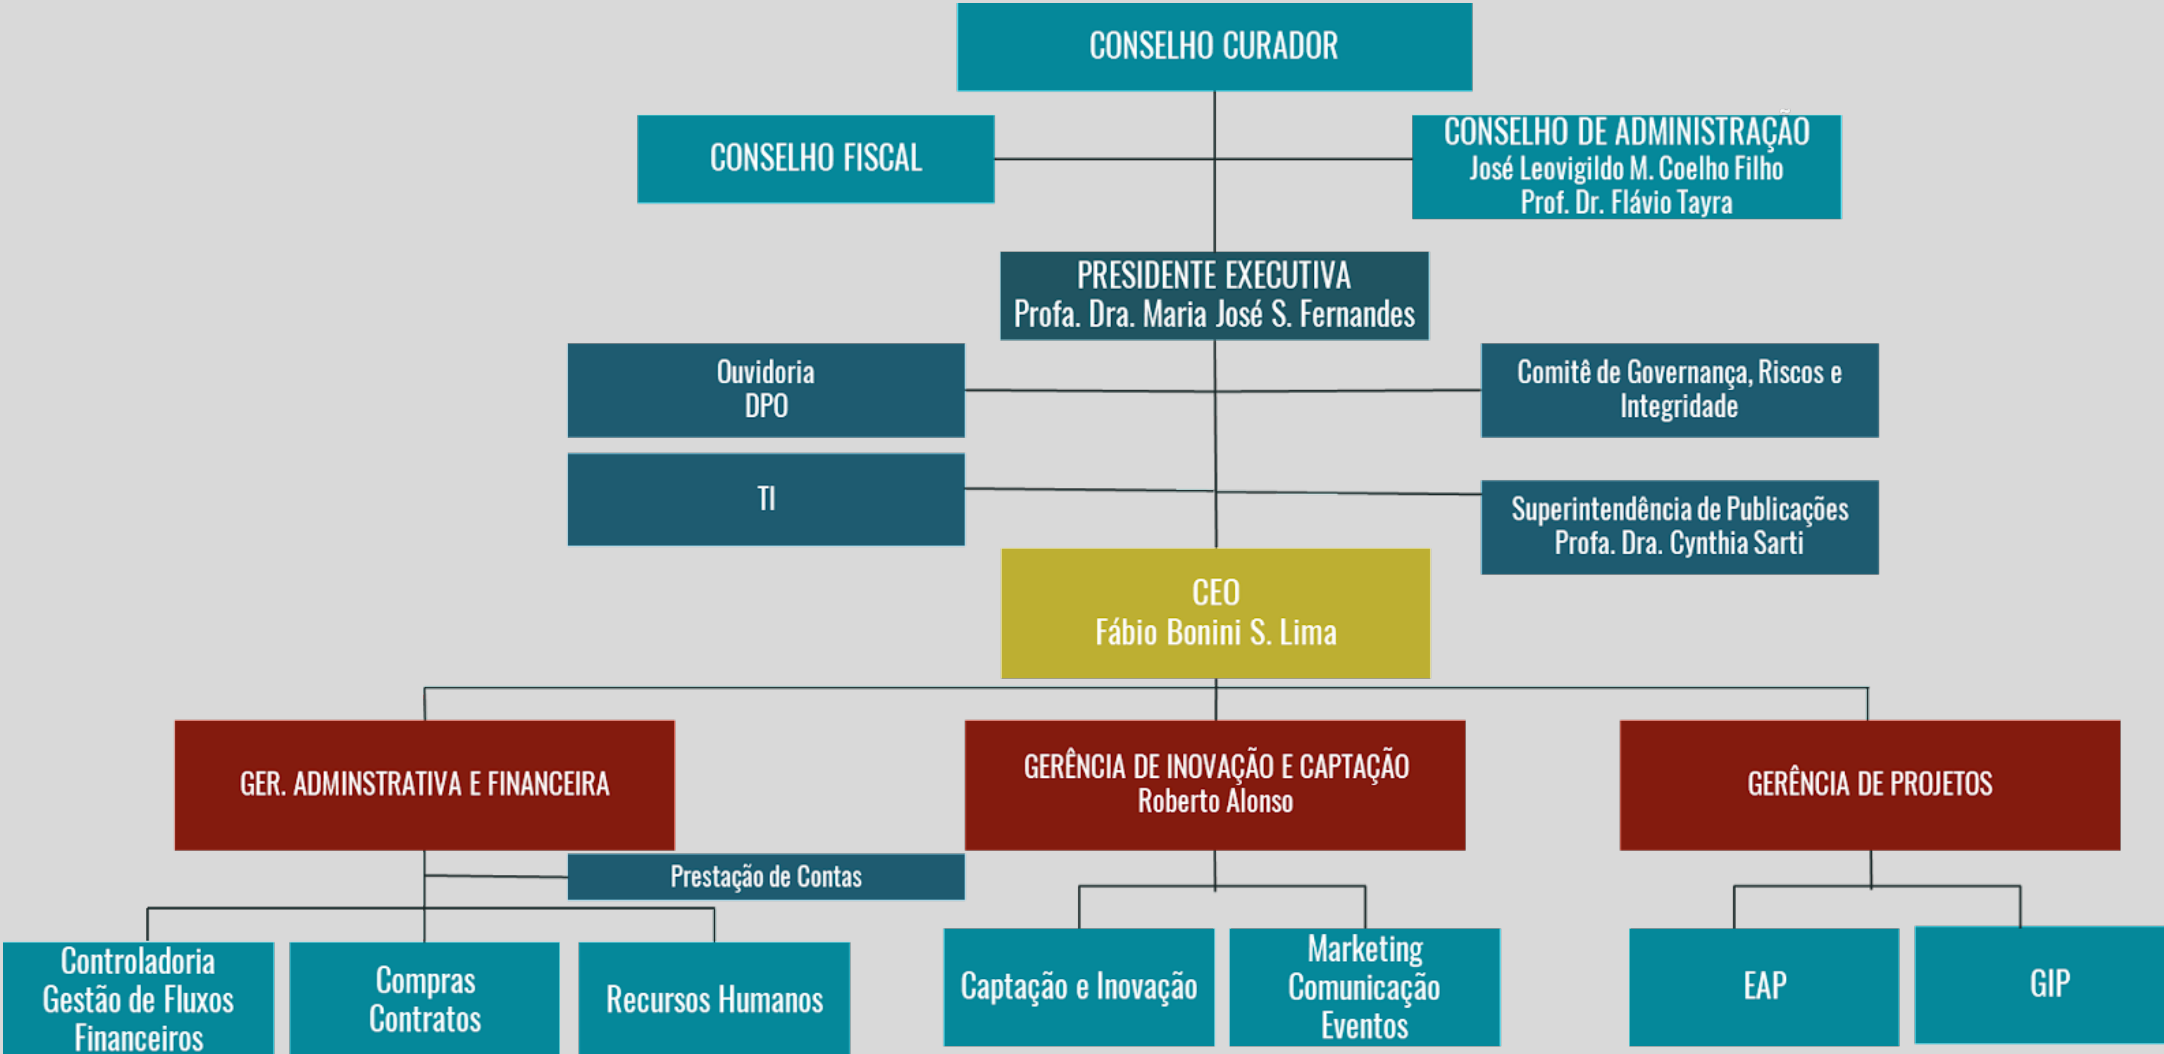 CONSELHO CURADOR
CONSELHO FISCAL
CONSELHO DE ADMINISTRAÇÃO
José Leovigildo M. Coelho Filho
Prof. Dr. Flávio Tayra
PRESIDENTE EXECUTIVA
Profa. Dra. Maria José S. Fernandes
Ouvidoria
DPO
Comitê de Governança, Riscos e
Integridade
TI
Superintendência de Publicações
Profa. Dra. Cynthia Sarti
CEO
Fábio Bonini S. Lima
GER. ADMINSTRATIVA E FINANCEIRA
GERÊNCIA DE INOVAÇÃO E CAPTAÇÃO
Roberto Alonso
GERÊNCIA DE PROJETOS
Prestação de Contas
Controladoria
Gestão de Fluxos
Financeiros
Compras
Contratos
Recursos Humanos
Captação e Inovação
Marketing
Comunicação
Eventos
EAP
GIP